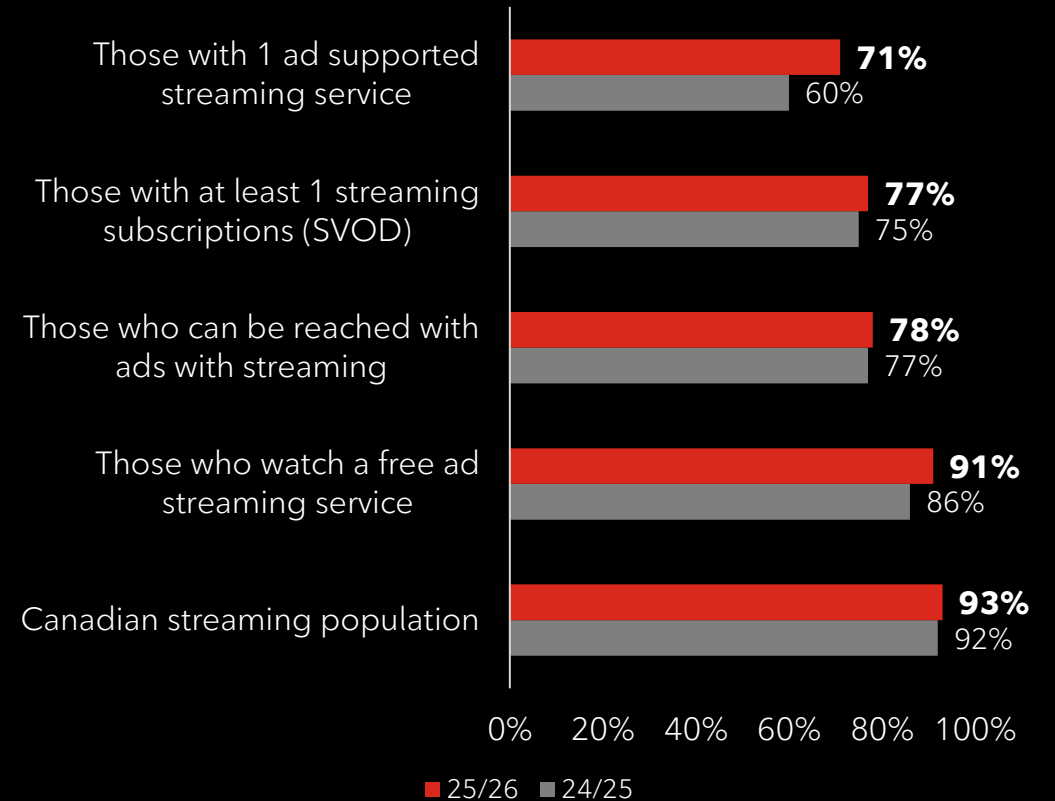 Those with 1 ad supported
streaming service
71%
60%
Those with at least 1 streaming
subscriptions (SVOD)
77%
75%
Those who can be reached with
ads with streaming
78%
77%
Those who watch a free ad
streaming service
91%
86%
Canadian streaming population
93%
92%
0% 20% 40% 60% 80% 100%
25/26 24/25